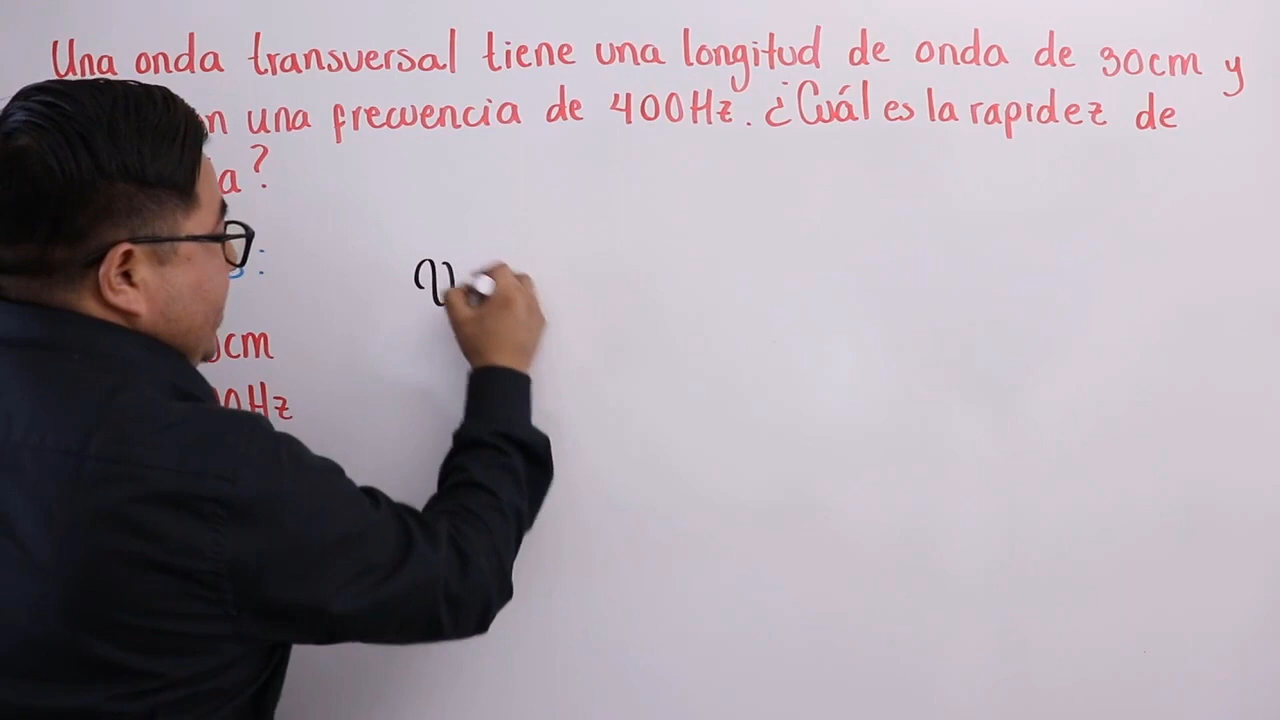 Una onda transversal tiene una longitud de onda de 30cm y
una frecuencia de 400Hz. ¿Cuál es la rapidez de
a?
:
cm
Hz
v